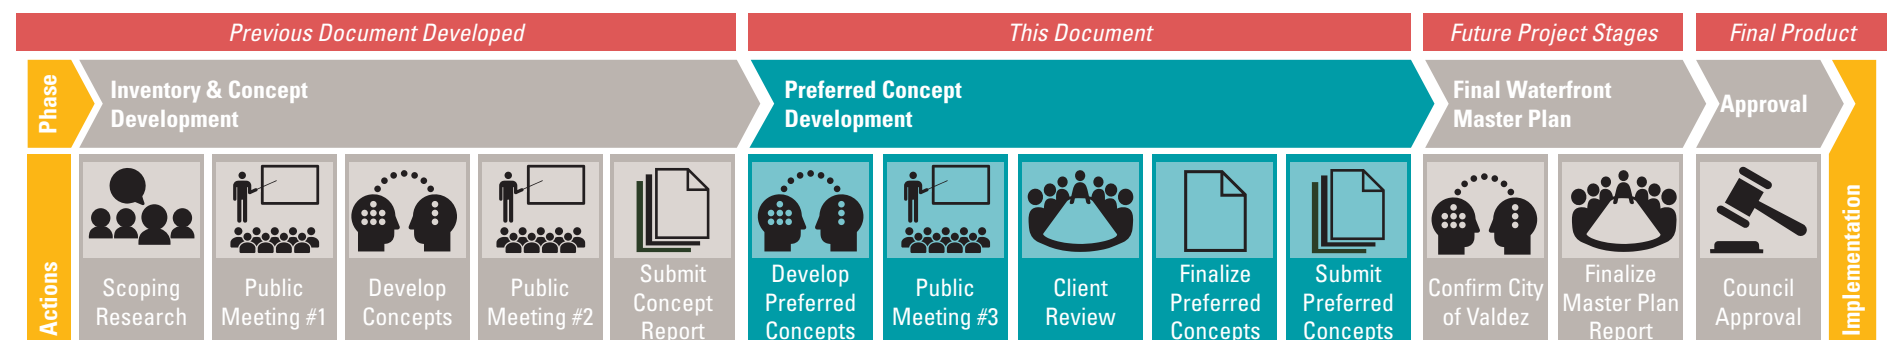 Previous Document Developed
This Document
Future Project Stages
Final Product
Phase
Inventory & Concept
Development
Preferred Concept
Development
Final Waterfront
Master Plan
Approval
Actions
Scoping
Research
Public
Meeting #1
Develop
Concepts
Public
Meeting #2
Submit
Concept
Report
Develop
Preferred
Concepts
Public
Meeting #3
Client
Review
Finalize
Preferred
Concepts
Submit
Preferred
Concepts
Confirm City
of Valdez
Finalize
Master Plan
Report
Council
Approval
Implementation